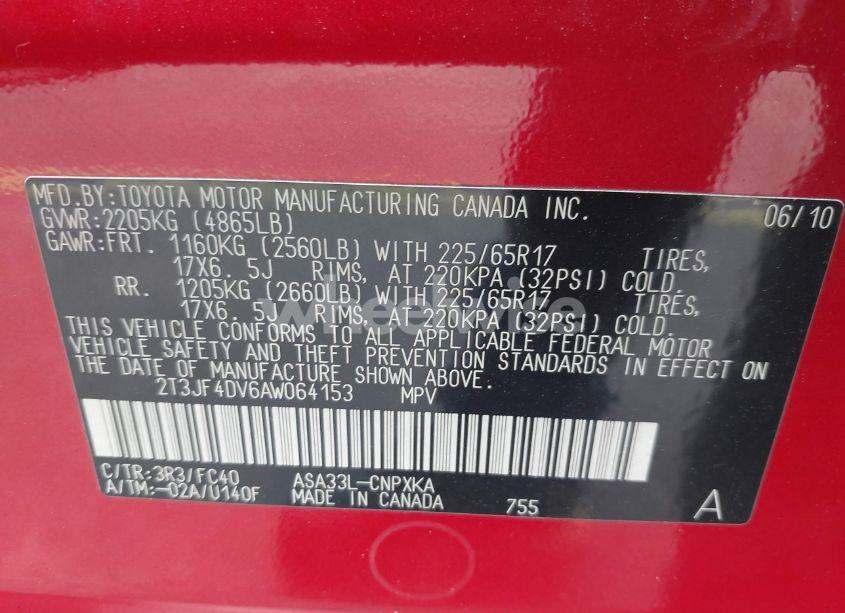 MFD.BY:TOYOTA MOTOR MANUFACTURING CANADA INC. 06/10
GVWR:2205KG (4865LB)
GAWR:FRT. 1160KG (2560LB) WITH 225/65R17 TIRES,
17X6.5J RIMS, AT 220KPA (32PSI) COLD.
RR. 1205KG (2660LB) WITH 225/65R17 TIRES,
17X6.5J RIMS, AT 220KPA (32PSI) COLD.
THIS VEHICLE CONFORMS TO ALL APPLICABLE FEDERAL MOTOR
VEHICLE SAFETY AND THEFT PREVENTION STANDARDS IN EFFECT ON
THE DATE OF MANUFACTURE SHOWN ABOVE.
2T3JF4DV6AW064153 MPV
C/TR:3R3/FC40 ASA33L-CNPXKA
A/TM:-02A/U140F MADE IN CANADA 755 A